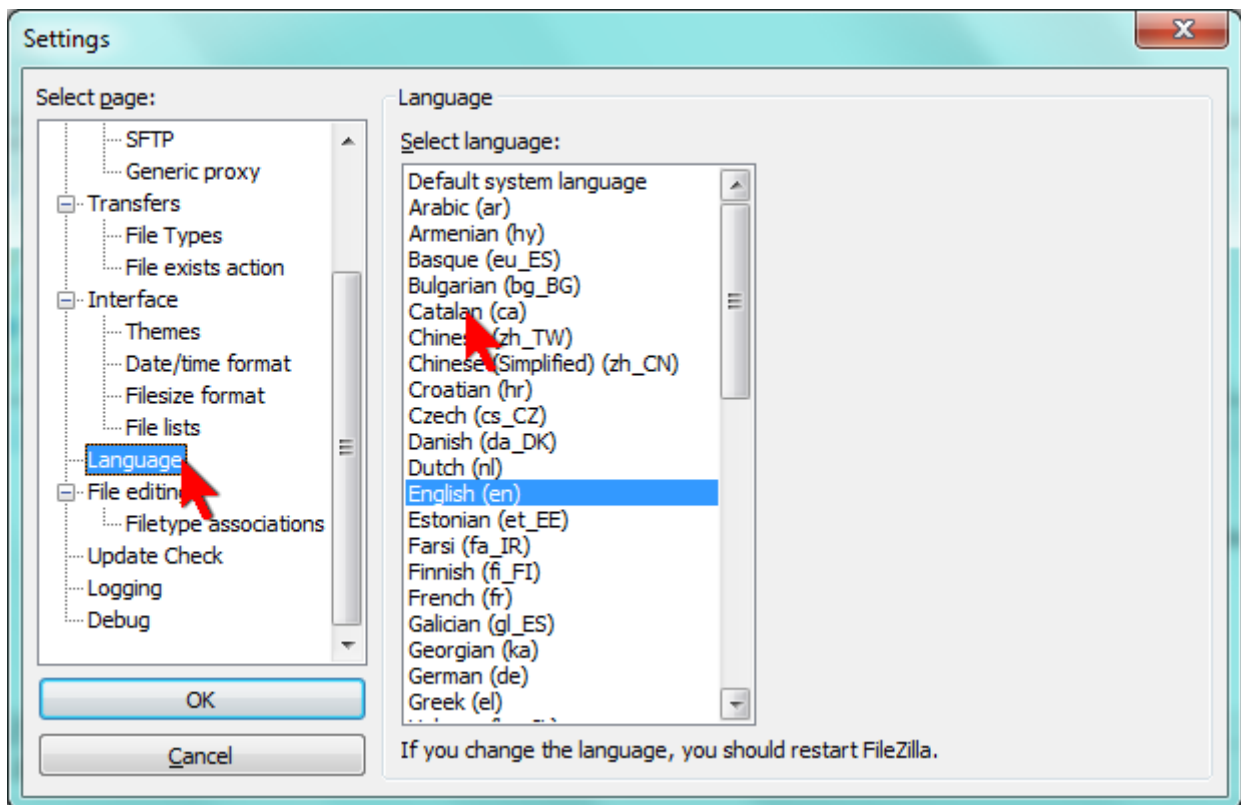 Settings
Select page:
SFTP
Generic proxy
Transfers
File Types
File exists action
Interface
Themes
Date/time format
Filesize format
File lists
Language
File editing
Filetype associations
Update Check
Logging
Debug
OK
Cancel
Language
Select language:
Default system language
Arabic (ar)
Armenian (hy)
Basque (eu_ES)
Bulgarian (bg_BG)
Catalan (ca)
Chinese (zh_TW)
Chinese (Simplified) (zh_CN)
Croatian (hr)
Czech (cs_CZ)
Danish (da_DK)
Dutch (nl)
English (en)
Estonian (et_EE)
Farsi (fa_IR)
Finnish (fi_FI)
French (fr)
Galician (gl_ES)
Georgian (ka)
German (de)
Greek (el)
If you change the language, you should restart FileZilla.